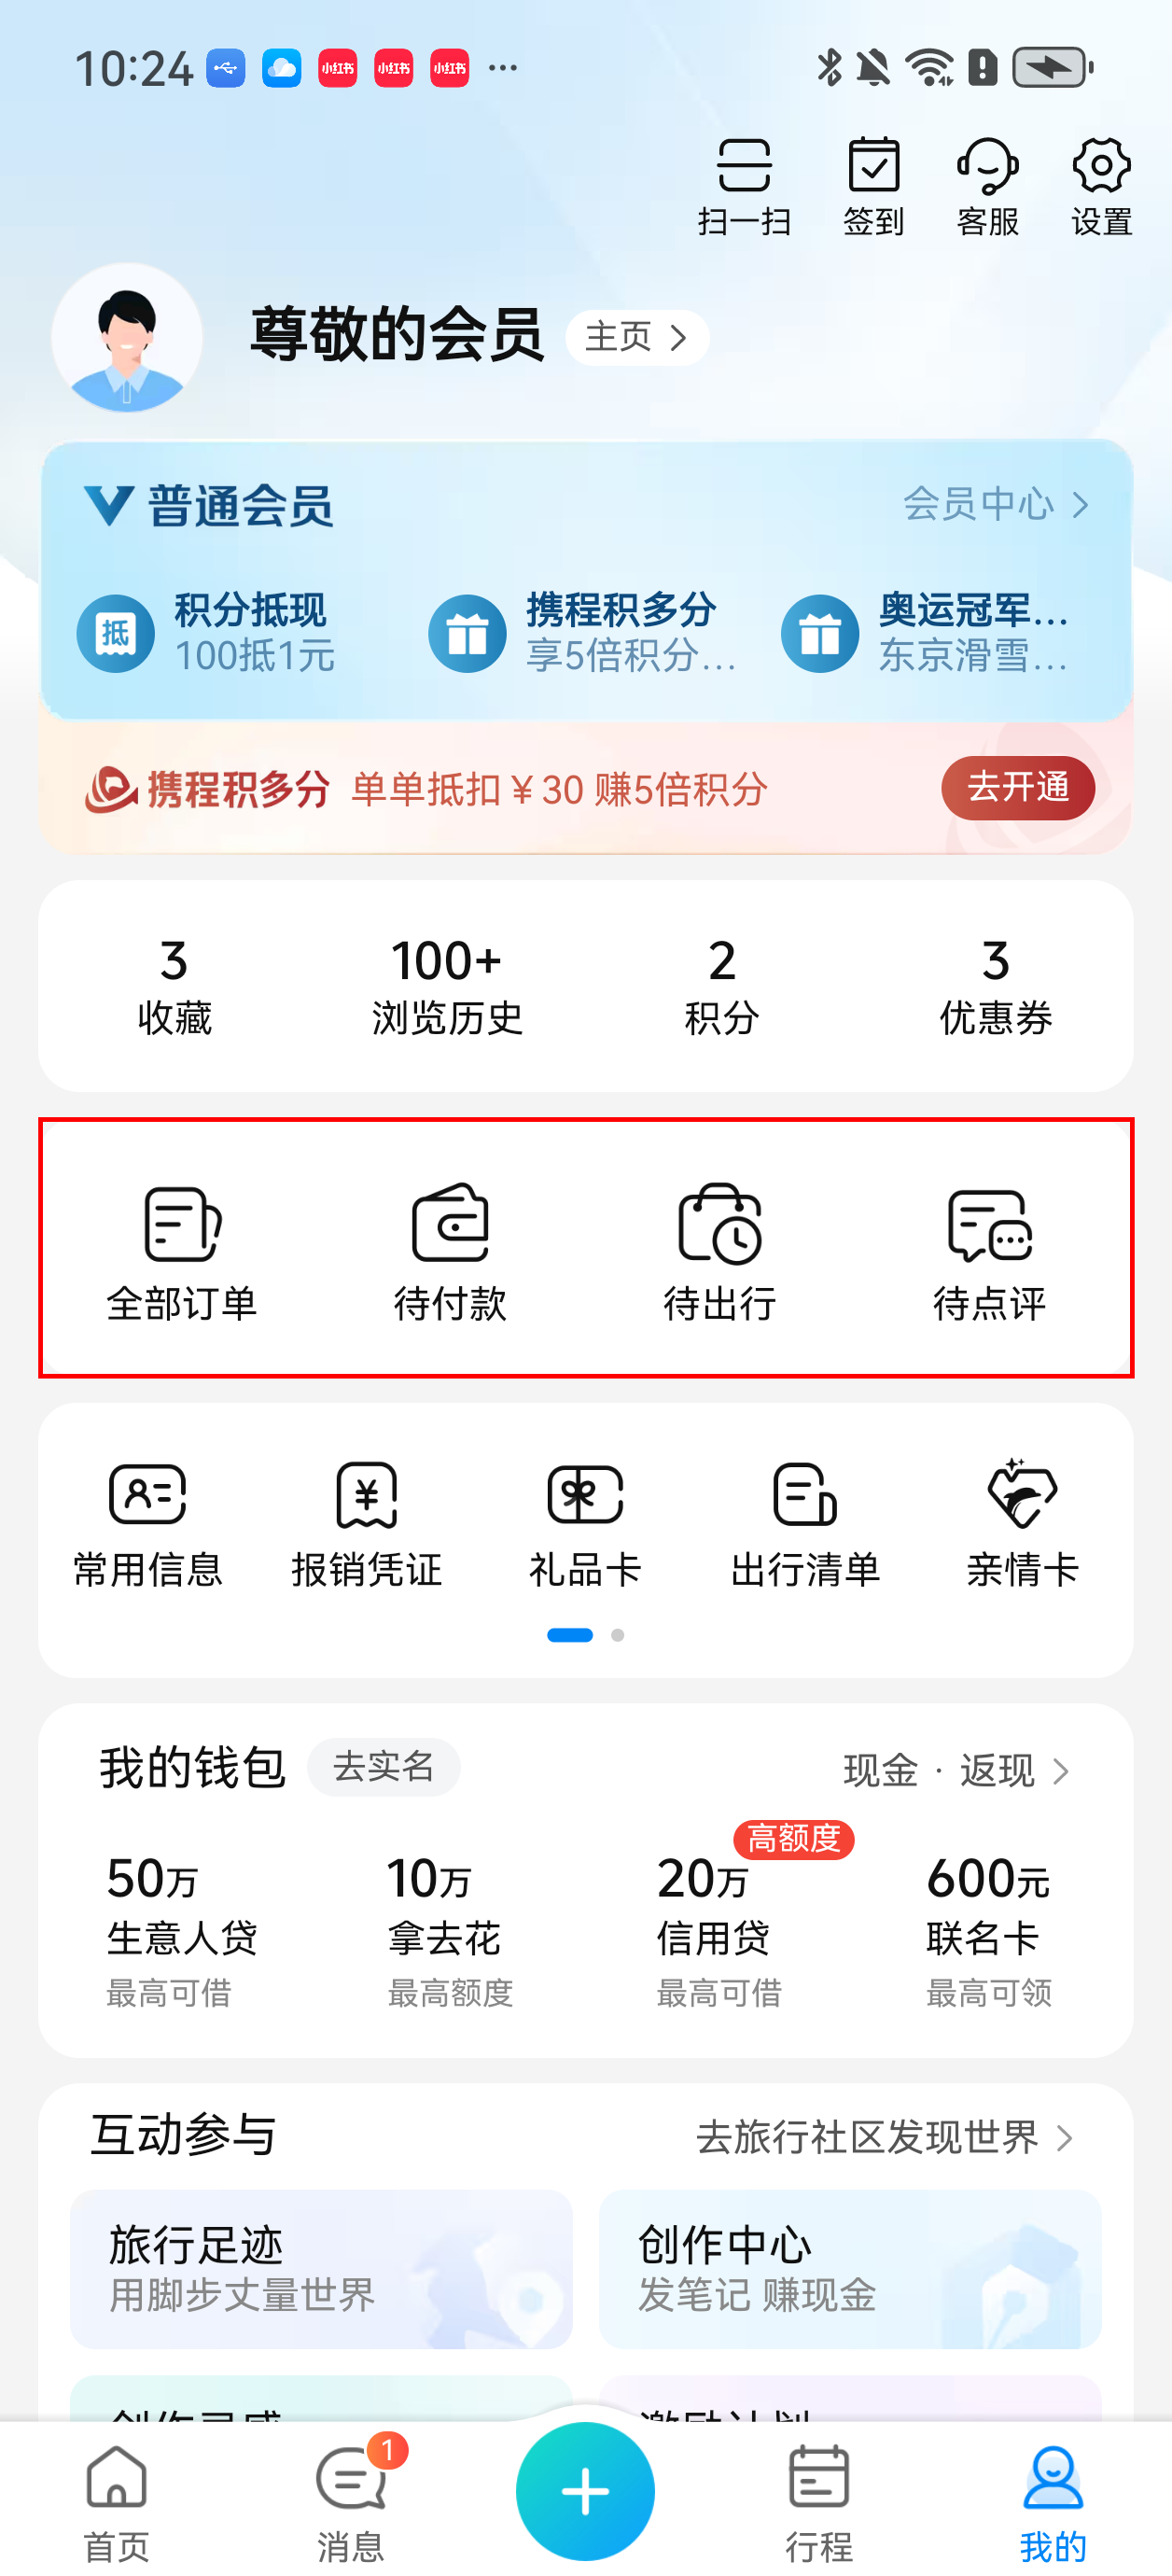 10:24 小红书 小红书 小红书 ...
扫一扫 签到 客服 设置
尊敬的会员 主页 >
普通会员 会员中心 >
抵 积分抵现 携程积多分 奥运冠军...
100抵1元 享5倍积分... 东京滑雪...
携程积多分 单单抵扣¥30 赚5倍积分 去开通
3 100+ 2 3
收藏 浏览历史 积分 优惠券
全部订单 待付款 待出行 待点评
常用信息 报销凭证 礼品卡 出行清单 亲情卡
我的钱包 去实名 现金 · 返现 >
高额度
50万 10万 20万 600元
生意人贷 拿去花 信用贷 联名卡
最高可借 最高额度 最高可借 最高可领
互动参与 去旅行社区发现世界 >
旅行足迹 创作中心
用脚步丈量世界 发笔记 赚现金
创作灵感 激励计划
1
首页 消息 行程 我的